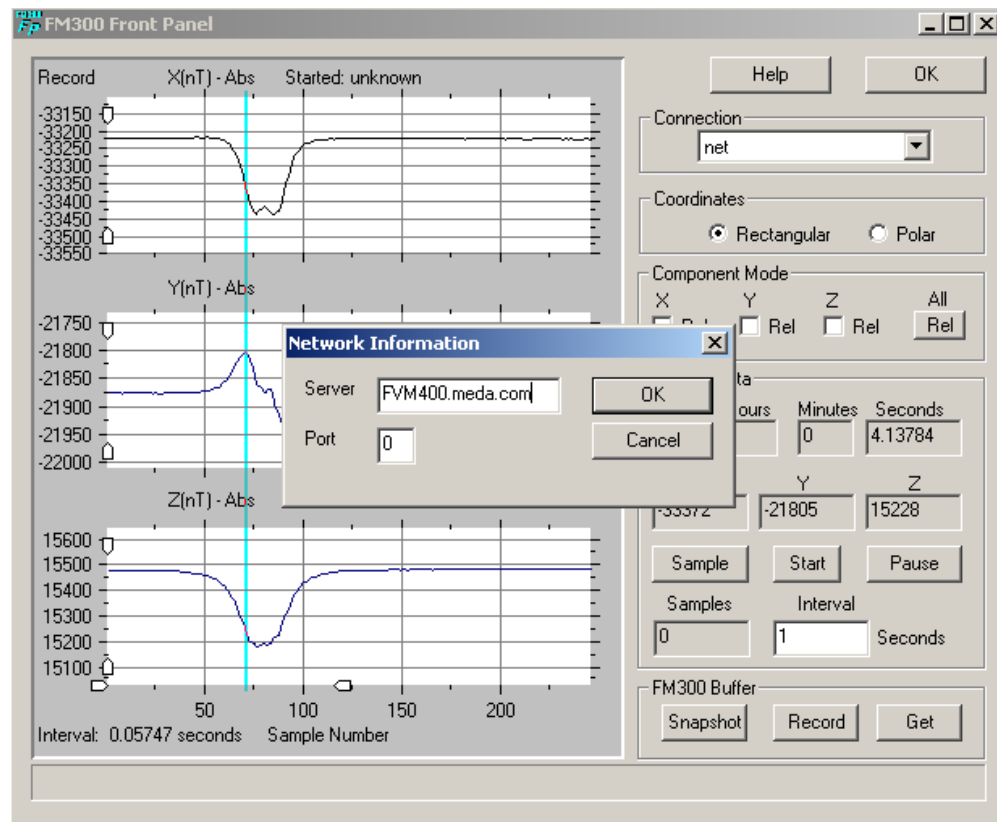 FM300 Front Panel
Record X(nT) - Abs Started: unknown
-33150
-33200
-33250
-33300
-33350
-33400
-33450
-33500
-33550
Y(nT) - Abs
-21750
-21800
-21850
-21900
-21950
-22000
Z(nT) - Abs
15600
15500
15400
15300
15200
15100
50 100 150 200
Interval: 0.05747 seconds Sample Number
Help OK
Connection
net
Coordinates
Rectangular Polar
Component Mode
X Y Z All
Rel Rel Rel
Network Information
Server FVM400.meda.com OK
Port 0 Cancel
Minutes Seconds
0 4.13784
Y Z
-33372 -21805 15228
Sample Start Pause
Samples Interval
0 1 Seconds
FM300 Buffer
Snapshot Record Get